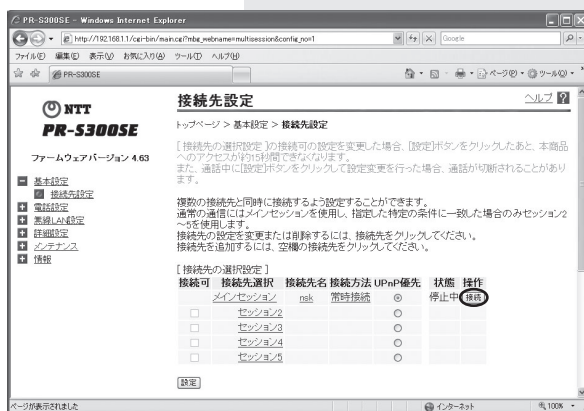 PR-S300SE - Windows Internet Explorer
http://192.168.1.1/cgi-bin/main.cgi?mbg_webname=multisession&config_no=1
Google
ファイル(F) 編集(E) 表示(V) お気に入り(A) ツール(T) ヘルプ(H)
PR-S300SE
ページ(P) ツール(O)
NTT
PR-S300SE
ファームウェアバージョン 4.63
基本設定
接続先設定
電話設定
無線LAN設定
詳細設定
メンテナンス
情報
接続先設定
ヘルプ ?
トップページ > 基本設定 > 接続先設定
[ 接続先の選択設定 ]の接続可の設定を変更した場合、[設定]ボタンをクリックしたあと、本商品
へのアクセスが約15秒間できなくなります。
また、通話中に[設定]ボタンをクリックして設定変更を行った場合、通話が切断されることがあり
ます。
複数の接続先と同時に接続するよう設定することができます。
通常の通信にはメインセッションを使用し、指定した特定の条件に一致した場合のみセッション2
～5を使用します。
接続先の設定を変更または削除するには、接続先をクリックしてください。
接続先を追加するには、空欄の接続先をクリックしてください。
[ 接続先の選択設定 ]
接続可 接続先選択 接続先名 接続方法 UPnP優先 状態 操作
メインセッション nsk 常時接続 停止中 接続
セッション2
セッション3
セッション4
セッション5
設定
ページが表示されました
インターネット
100%